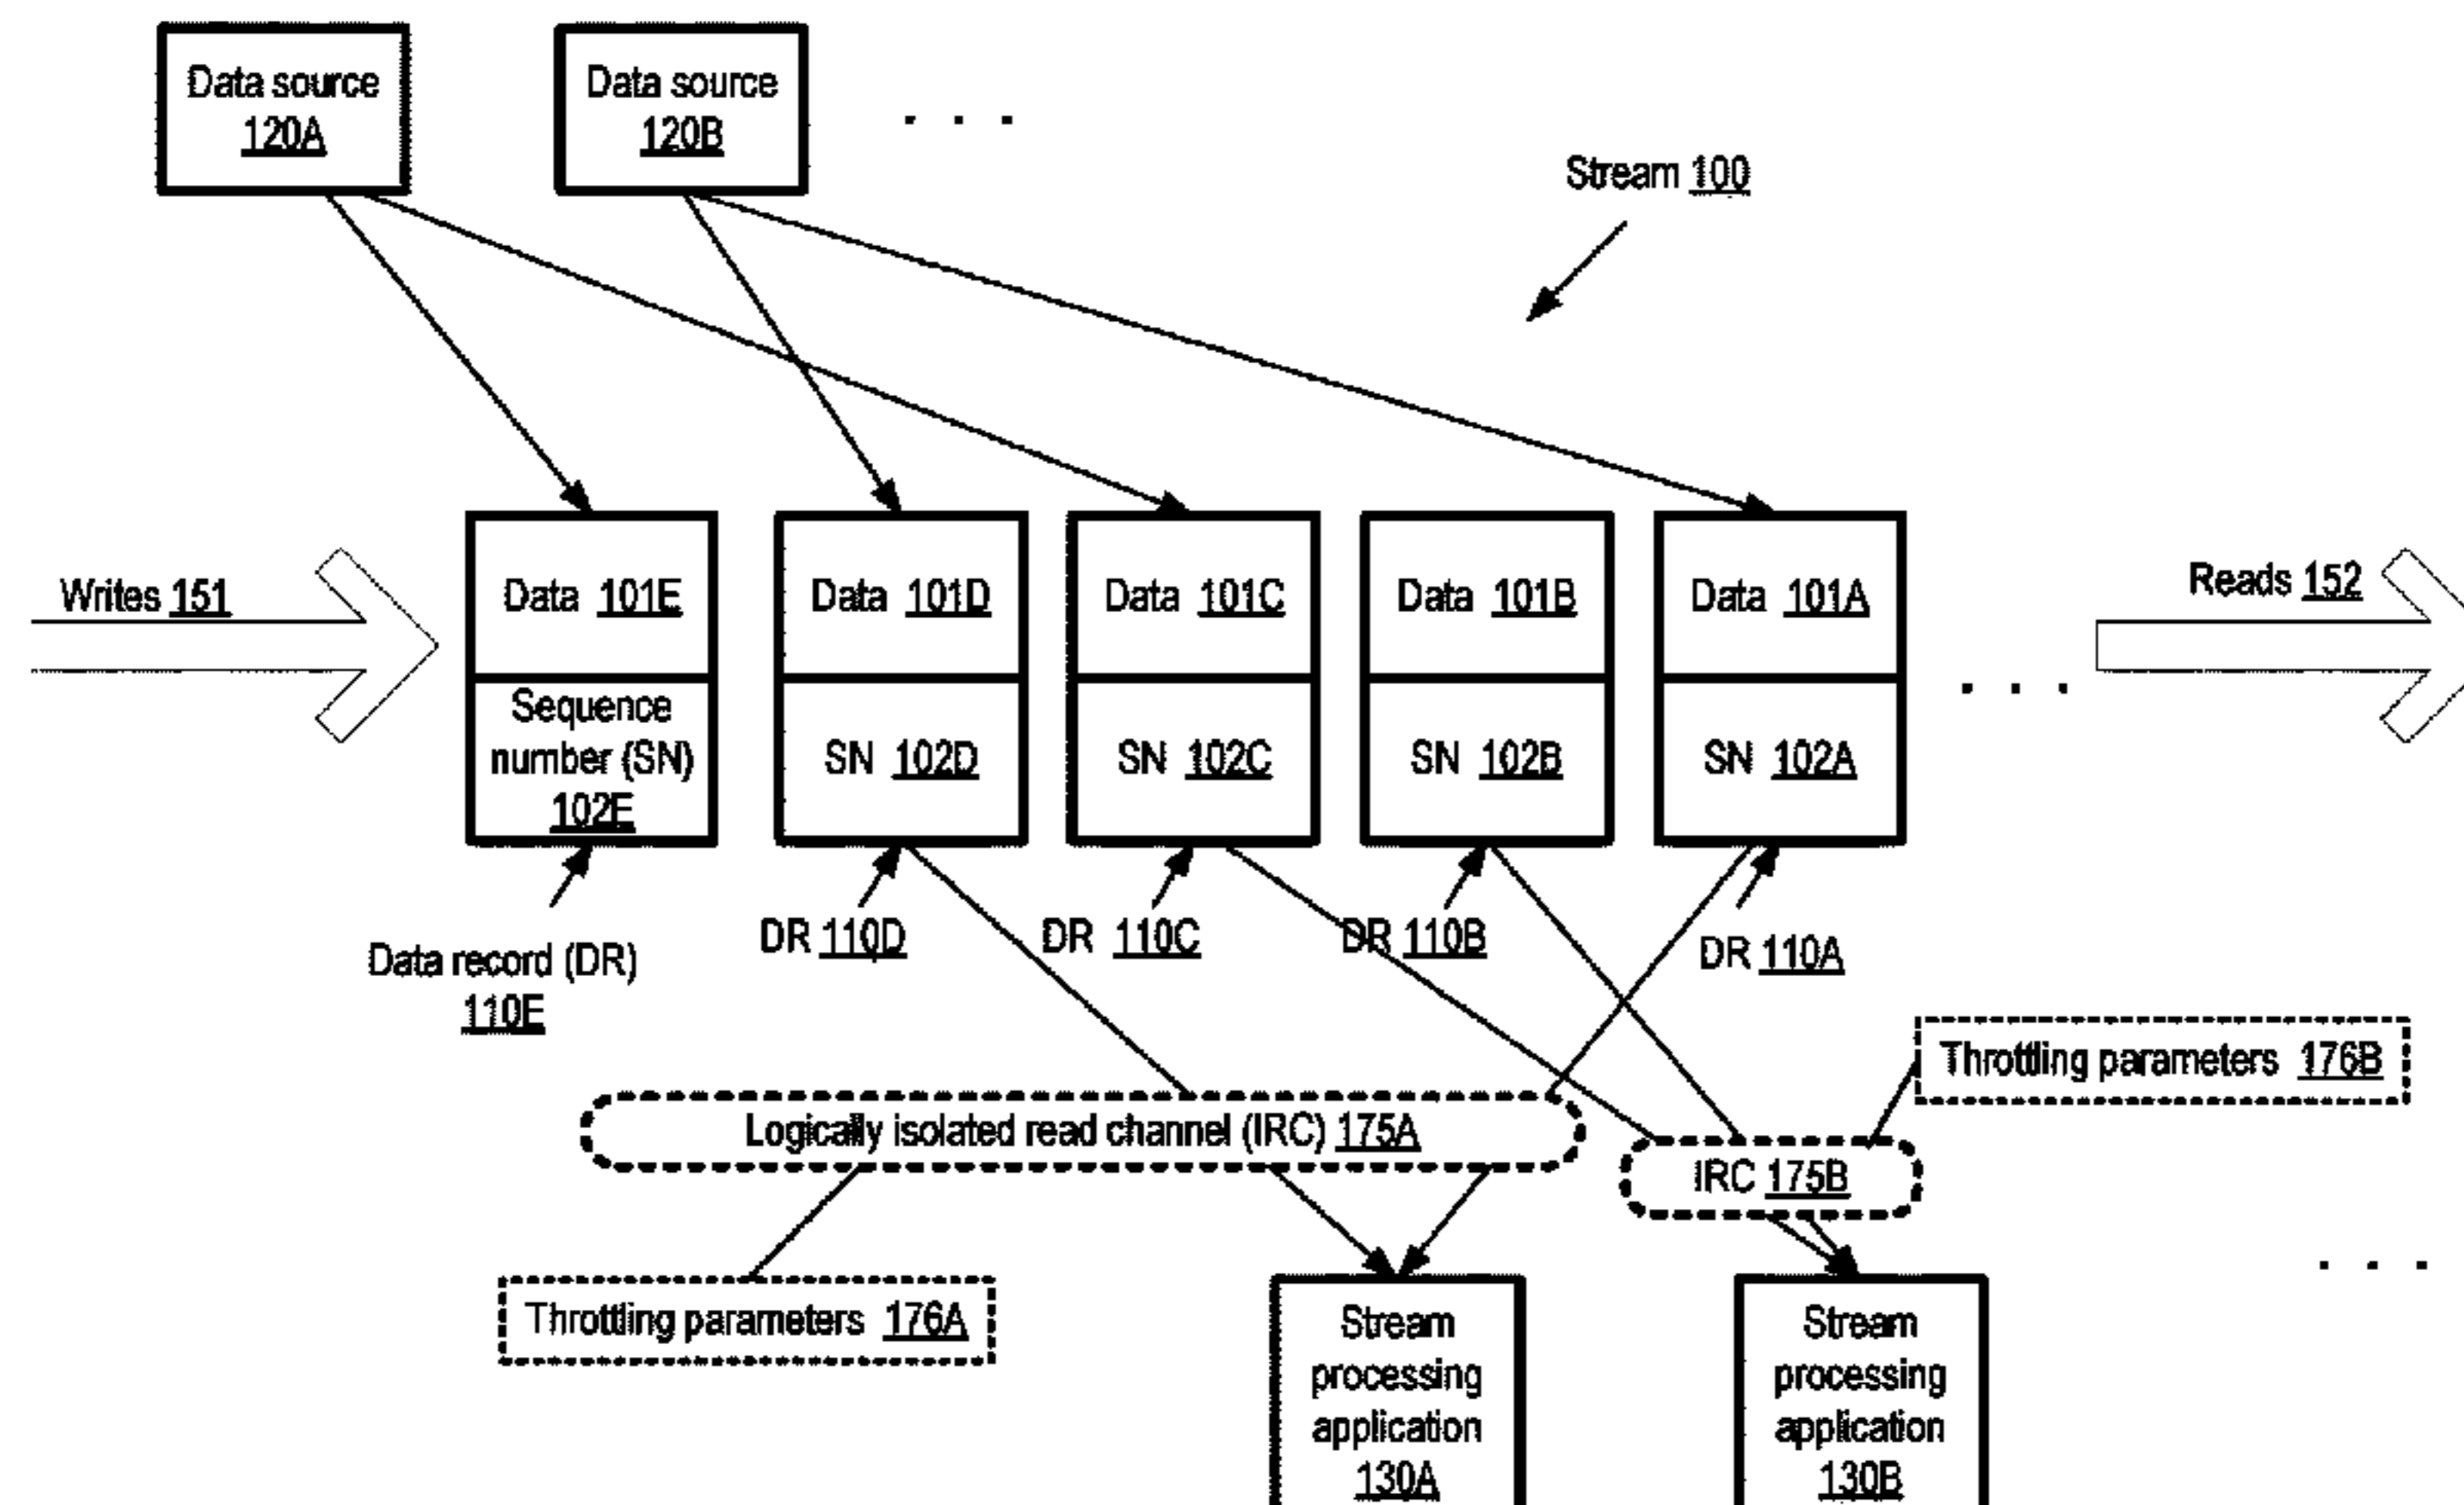 Data source
120A
Data source
120B
. . .
Stream 100
Writes 151
Data 101E
Data 101D
Data 101C
Data 101B
Data 101A
Reads 152
Sequence
number (SN)
102E
SN 102D
SN 102C
SN 102B
SN 102A
. . .
Data record (DR)
110E
DR 110D
DR 110C
DR 110B
DR 110A
Throttling parameters 176B
Logically isolated read channel (IRC) 175A
IRC 175B
Throttling parameters 176A
Stream
processing
application
130A
Stream
processing
application
130B
. . .